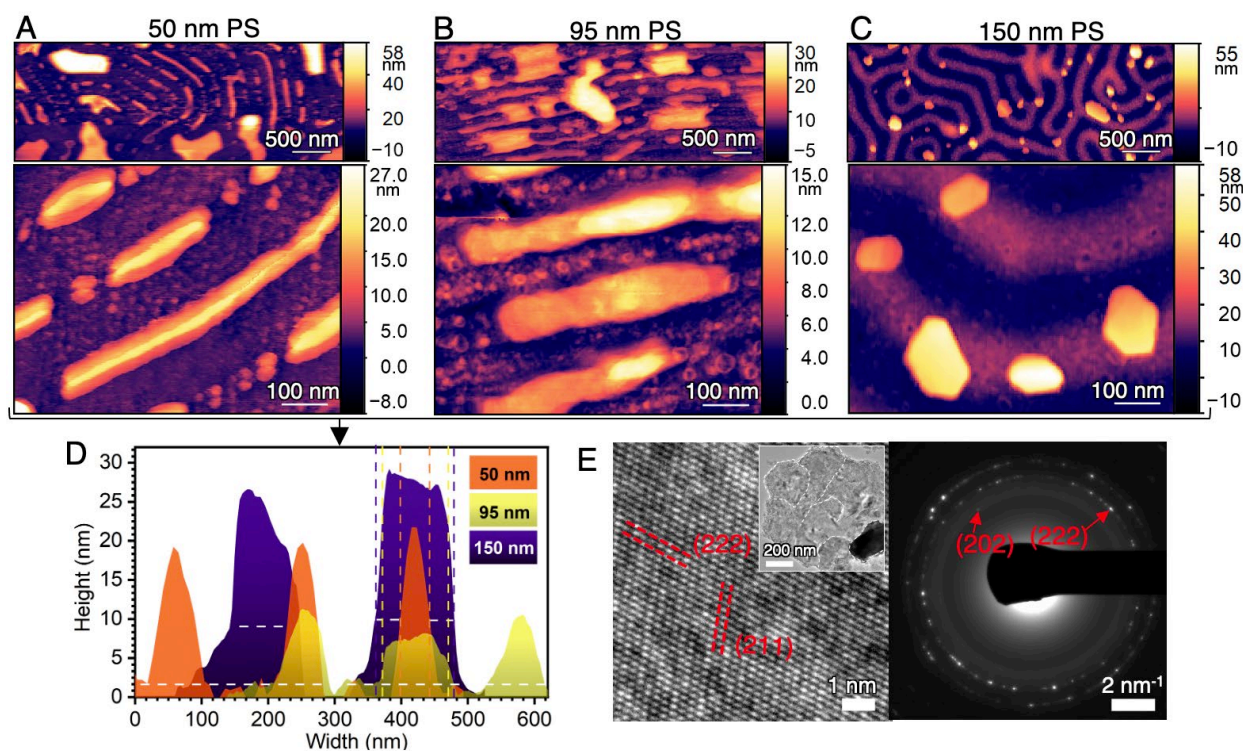 A
50 nm PS
58
nm
40
20
−10
500 nm
27.0
nm
20.0
15.0
10.0
5.0
0.0
−8.0
100 nm
B
95 nm PS
30
nm
20
10
−5
500 nm
15.0
nm
12.0
10.0
8.0
6.0
4.0
0.0
100 nm
C
150 nm PS
55
nm
−10
500 nm
58
nm
50
40
30
20
10
−10
100 nm
D
50 nm
95 nm
150 nm
Height (nm)
30
25
20
15
10
5
0
0 100 200 300 400 500 600
Width (nm)
E
(222)
(211)
200 nm
1 nm
(202)
(222)
2 nm⁻¹